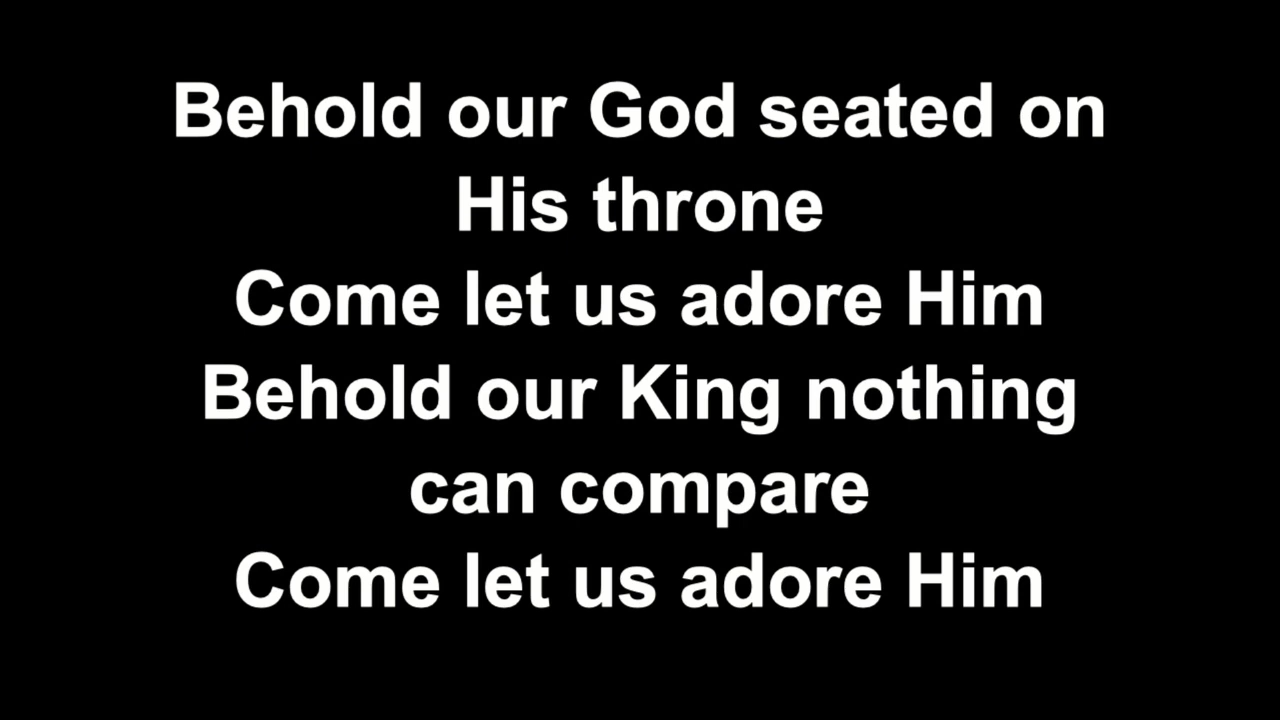 Behold our God seated on
His throne
Come let us adore Him
Behold our King nothing
can compare
Come let us adore Him